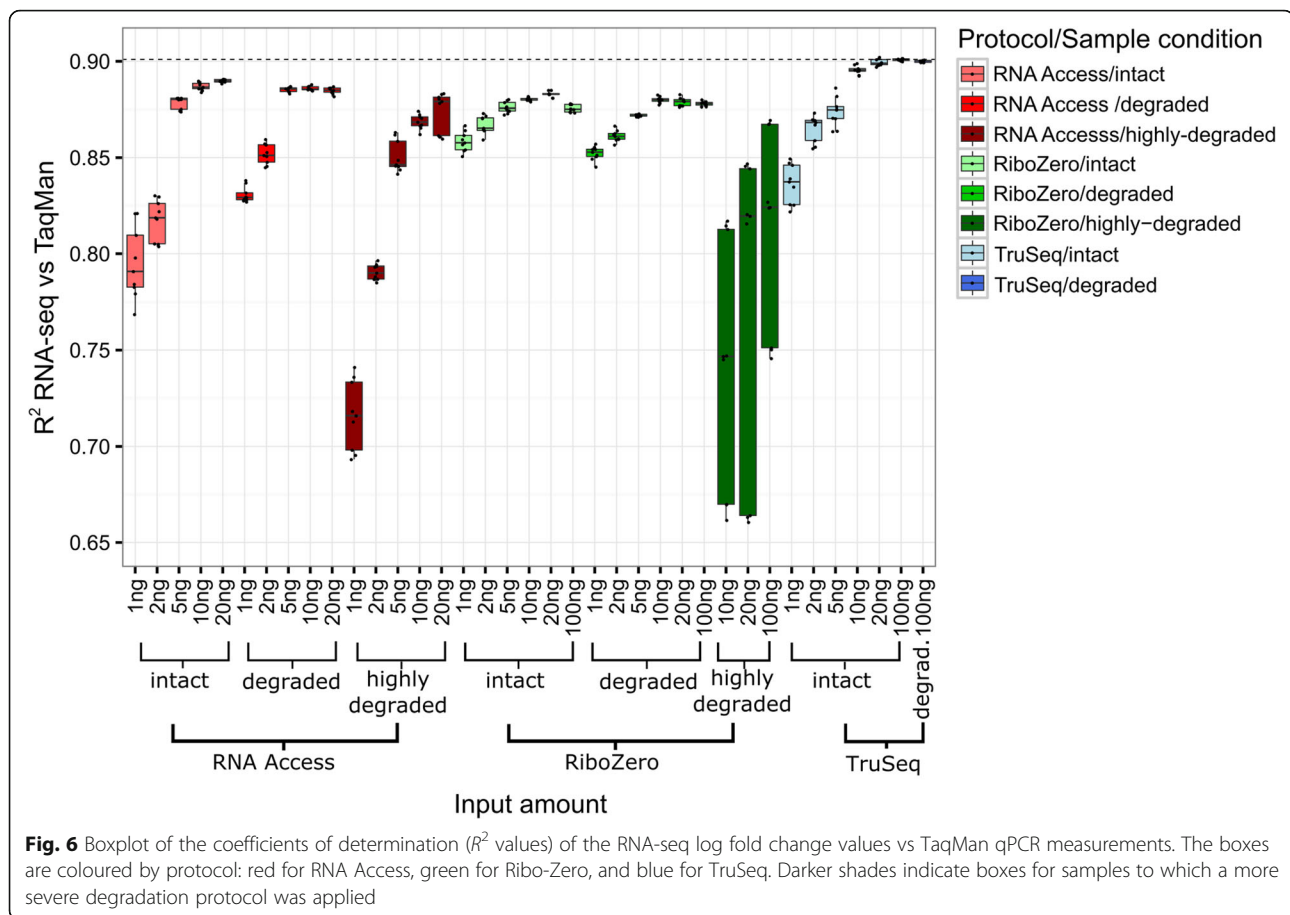 Protocol/Sample condition
RNA Access/intact
RNA Access /degraded
RNA Accesss/highly-degraded
RiboZero/intact
RiboZero/degraded
RiboZero/highly-degraded
TruSeq/intact
TruSeq/degraded
R² RNA-seq vs TaqMan
0.90
0.85
0.80
0.75
0.70
0.65
1ng 2ng 5ng 10ng 20ng 1ng 2ng 5ng 10ng 20ng 1ng 2ng 5ng 10ng 20ng 1ng 2ng 5ng 10ng 20ng 100ng 1ng 2ng 5ng 10ng 20ng 100ng 10ng 20ng 100ng 1ng 2ng 5ng 10ng 20ng 100ng 100ng
intact degraded highly degraded intact degraded highly degraded intact degrad.
RNA Access RiboZero TruSeq
Input amount
Fig. 6 Boxplot of the coefficients of determination (R² values) of the RNA-seq log fold change values vs TaqMan qPCR measurements. The boxes
are coloured by protocol: red for RNA Access, green for Ribo-Zero, and blue for TruSeq. Darker shades indicate boxes for samples to which a more
severe degradation protocol was applied